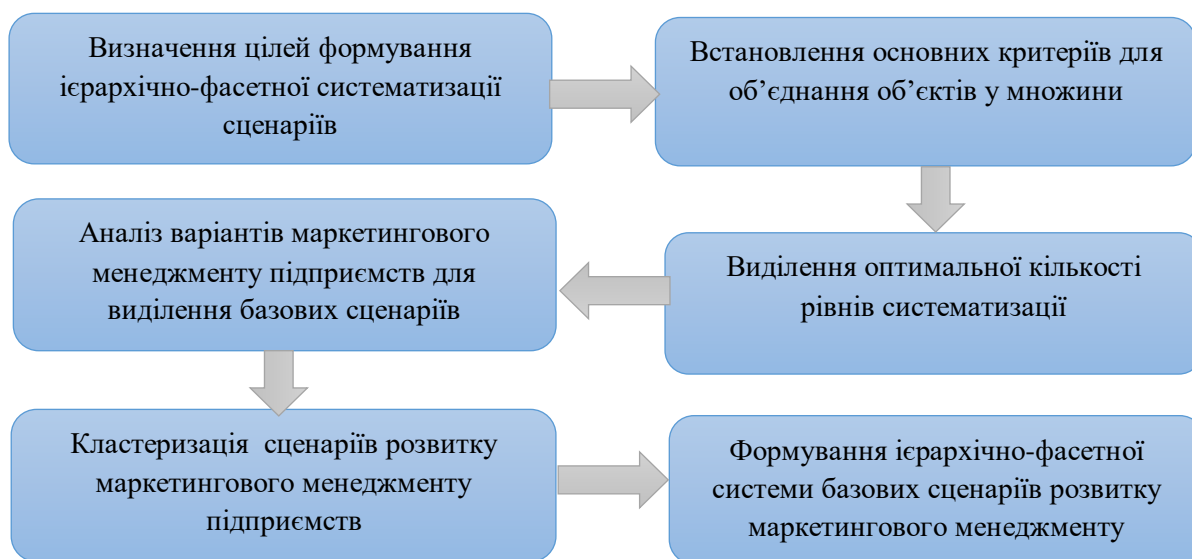 Визначення цілей формування
ієрархічно-фасетної систематизації
сценаріїв
Встановлення основних критеріїв для
об’єднання об’єктів у множини
Виділення оптимальної кількості
рівнів систематизації
Аналіз варіантів маркетингового
менеджменту підприємств для
виділення базових сценаріїв
Кластеризація сценаріїв розвитку
маркетингового менеджменту
підприємств
Формування ієрархічно-фасетної
системи базових сценаріїв розвитку
маркетингового менеджменту